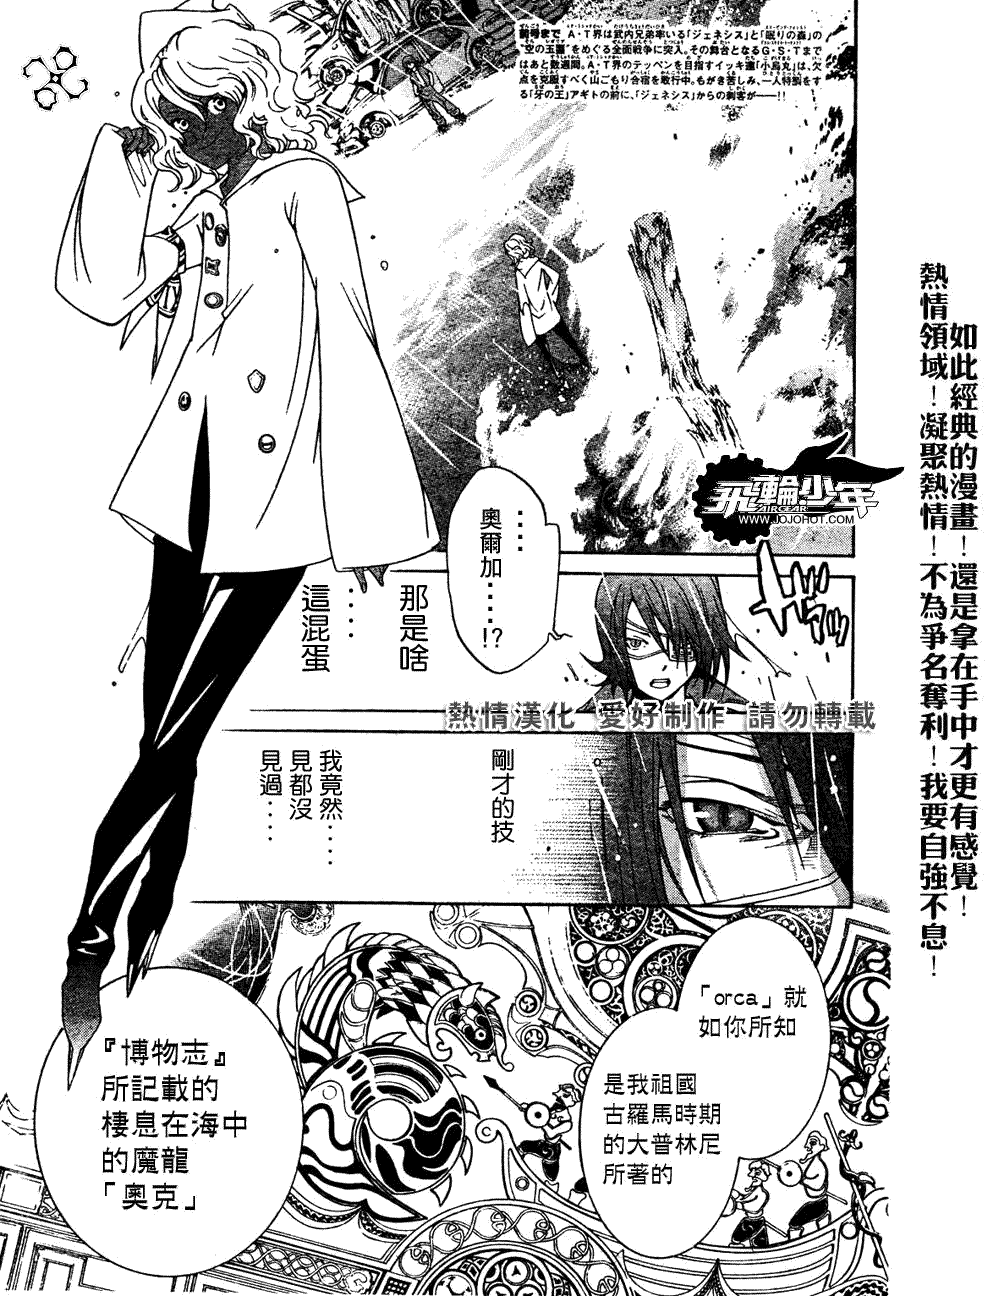 前号まで A・T界は武内兄弟率いる「ジェネシス」と「眠りの森」の
"空の玉璽"をめぐる全面戦争に突入。その舞台となるG・S・Tまで
はあと数週間。A・T界のテッペンを目指すイッキ達「小烏丸」は、欠
点を克服すべく山ごもり合宿を敢行中。もがき苦しみ、一人特訓をす
る「牙の王」アギトの前に、「ジェネシス」からの刺客が――!!
如此經典的漫畫！還是拿在手中才更有感覺！
熱情領域！凝聚熱情！不為爭名奪利！我要自強不息！
飛輪少年
AIRGEAR
WWW.JOJOHOT.COM
‥‥
奧爾加‥‥!?
那是啥
‥‥
這混蛋
熱情漢化 愛好制作 請勿轉載
剛才的技
我竟然‥‥
見都沒
見過‥‥
「orca」就
如你所知
是我祖國
古羅馬時期
的大普林尼
所著的
『博物志』
所記載的
棲息在海中
的魔龍
「奧克」